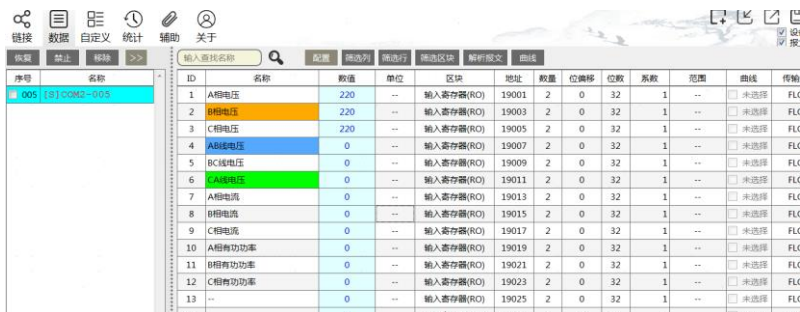 链接 数据 自定义 统计 辅助 关于
恢复 禁止 移除 >> 输入查找名称 配置 筛选列 筛选行 筛选区块 解析报文 曲线
序号 名称 ID 名称 数值 单位 区块 地址 数量 位偏移 位数 系数 范围 曲线 传输
005 [S]COM2-005 1 A相电压 220 -- 输入寄存器(RO) 19001 2 0 32 1 -- 未选择 FLO
2 B相电压 220 -- 输入寄存器(RO) 19003 2 0 32 1 -- 未选择 FLO
3 C相电压 220 -- 输入寄存器(RO) 19005 2 0 32 1 -- 未选择 FLO
4 AB线电压 0 -- 输入寄存器(RO) 19007 2 0 32 1 -- 未选择 FLO
5 BC线电压 0 -- 输入寄存器(RO) 19009 2 0 32 1 -- 未选择 FLO
6 CA线电压 0 -- 输入寄存器(RO) 19011 2 0 32 1 -- 未选择 FLO
7 A相电流 0 -- 输入寄存器(RO) 19013 2 0 32 1 -- 未选择 FLO
8 B相电流 0 -- 输入寄存器(RO) 19015 2 0 32 1 -- 未选择 FLO
9 C相电流 0 -- 输入寄存器(RO) 19017 2 0 32 1 -- 未选择 FLO
10 A相有功功率 0 -- 输入寄存器(RO) 19019 2 0 32 1 -- 未选择 FLO
11 B相有功功率 0 -- 输入寄存器(RO) 19021 2 0 32 1 -- 未选择 FLO
12 C相有功功率 0 -- 输入寄存器(RO) 19023 2 0 32 1 -- 未选择 FLO
13 -- 0 -- 输入寄存器(RO) 19025 2 0 32 1 -- 未选择 FLO